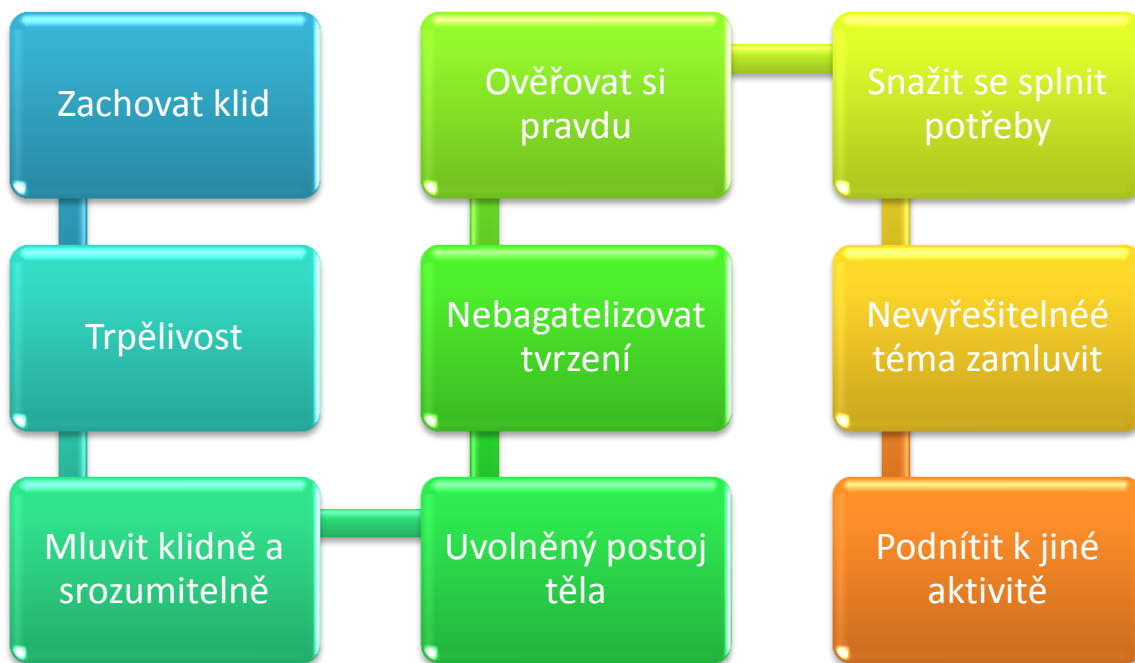 Zachovat klid
Trpělivost
Mluvit klidně a
srozumitelně
Uvolněný postoj
těla
Nebagatelizovat
tvrzení
Ověřovat si
pravdu
Snažit se splnit
potřeby
Nevyřešitelnéé
téma zamluvit
Podnítit k jiné
aktivitě